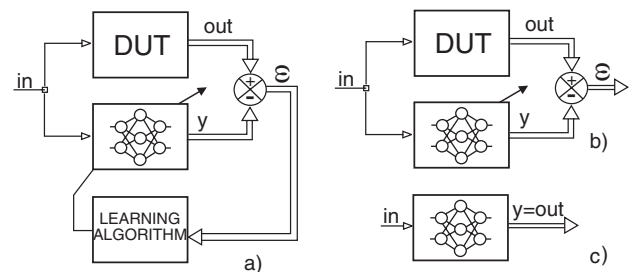 out
DUT
in
+
-
ω
y
LEARNING
ALGORITHM
a)
out
DUT
in
+
-
ω
y
b)
in
y=out
c)